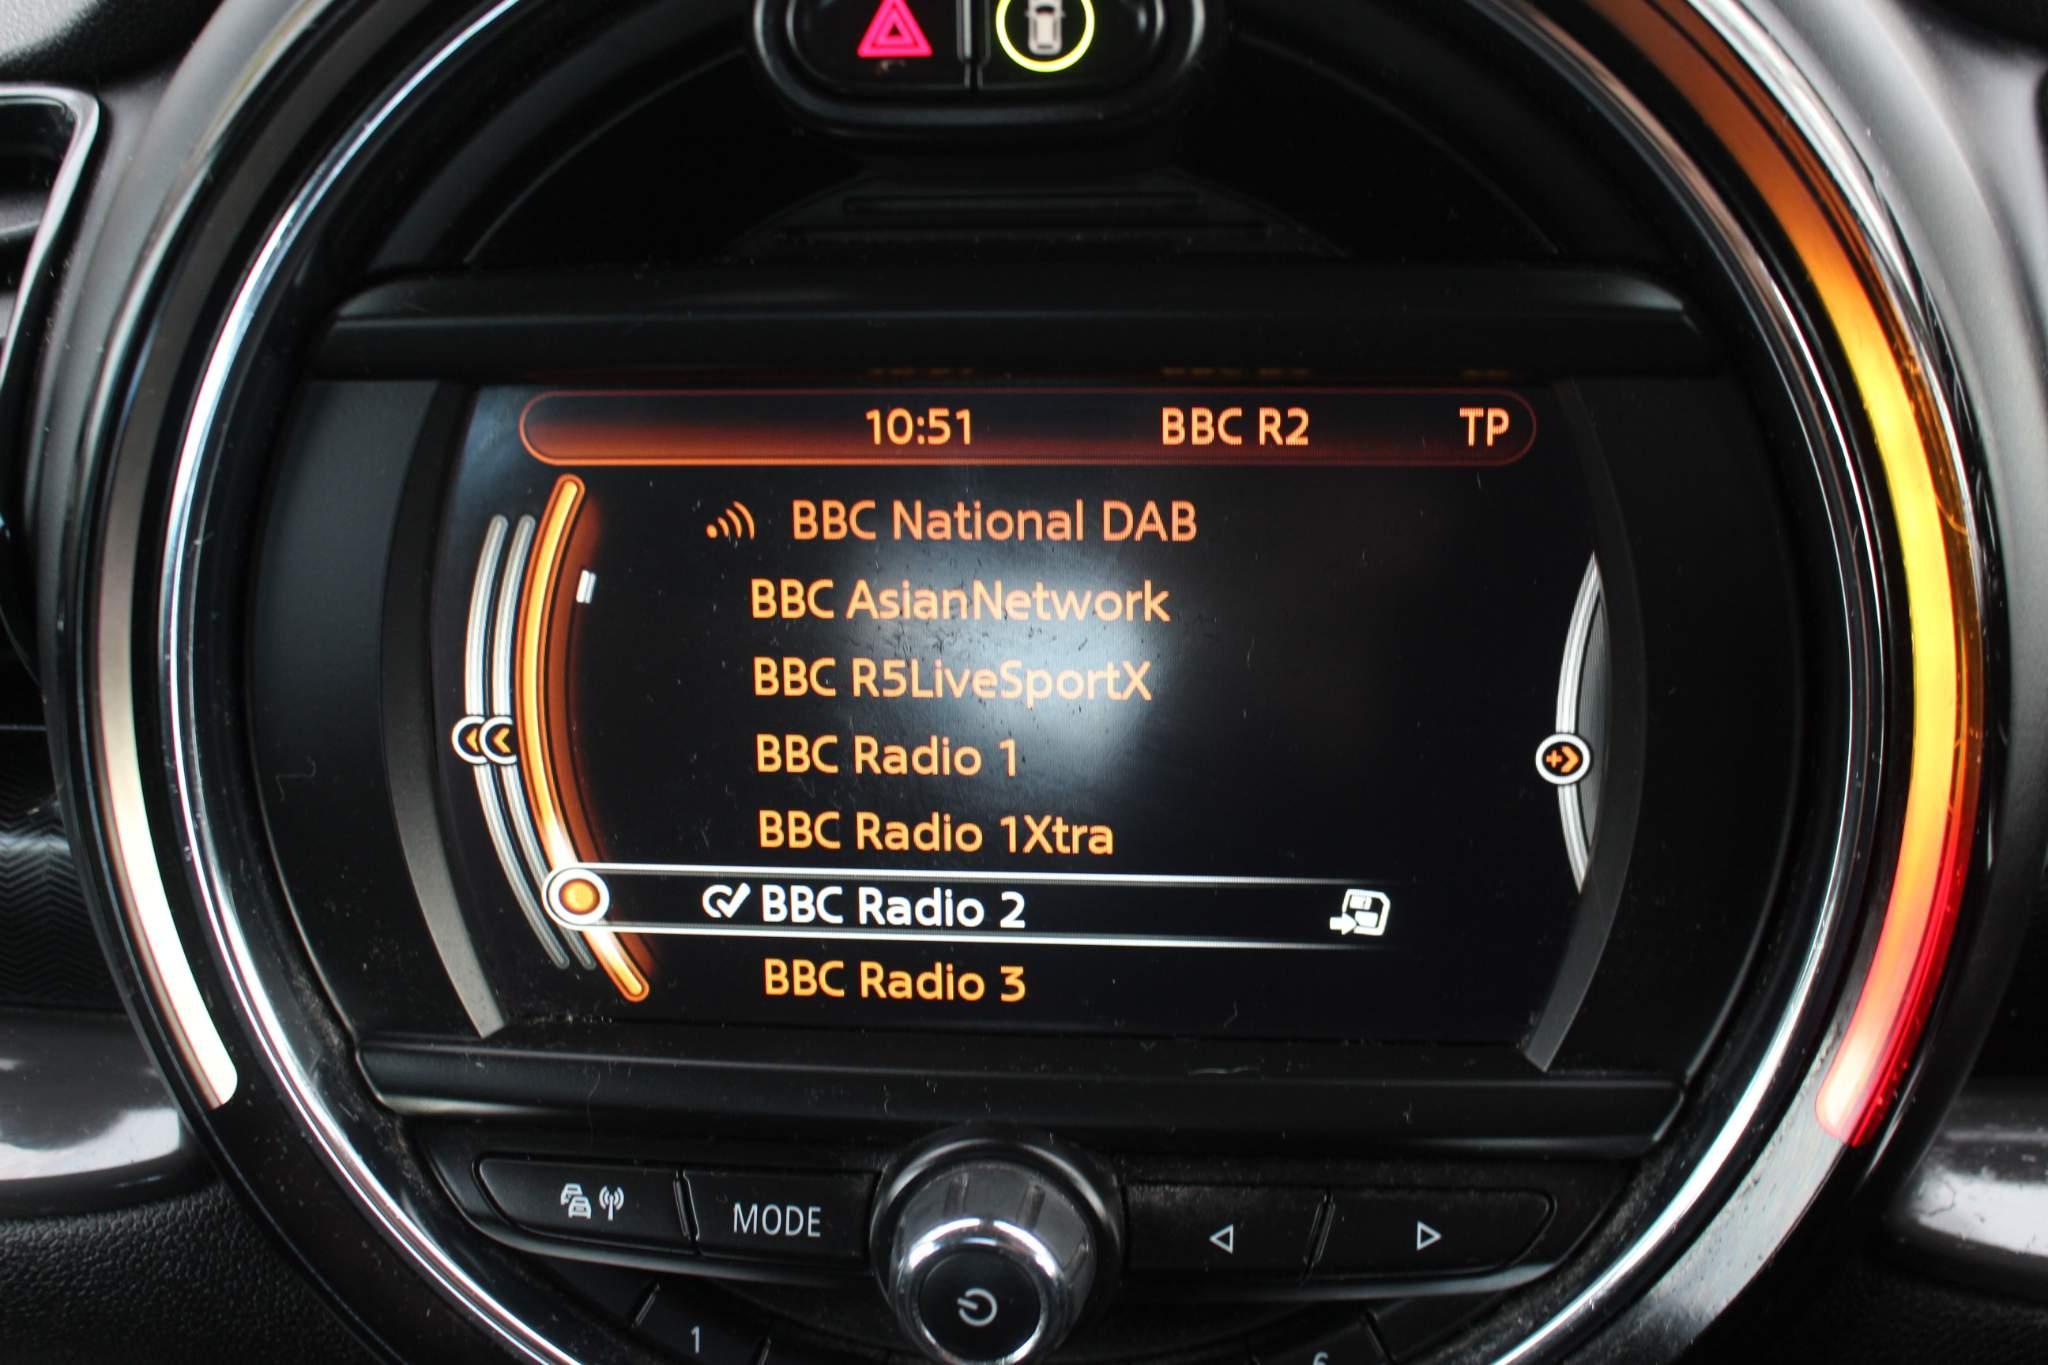 10:51 BBC R2 TP
BBC National DAB
BBC AsianNetwork
BBC R5LiveSportX
BBC Radio 1
BBC Radio 1Xtra
BBC Radio 2
BBC Radio 3
MODE
1